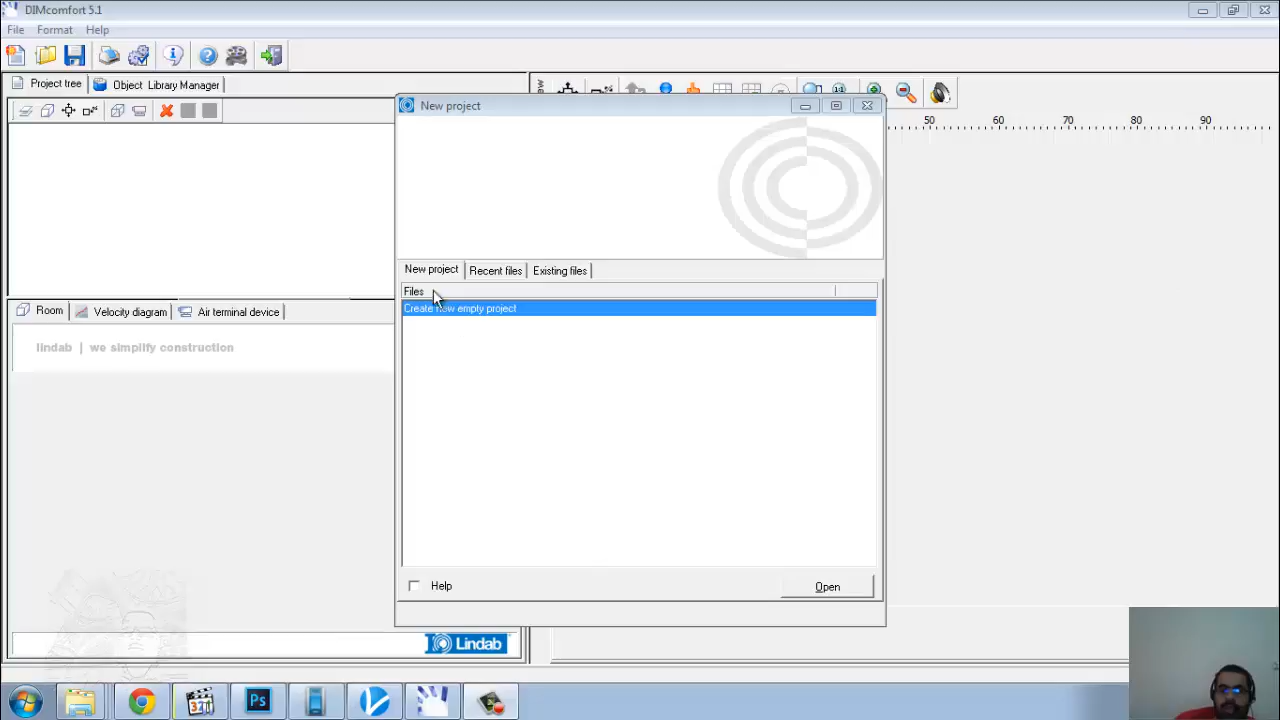 DIMcomfort 5.1
File Format Help
Project tree Object Library Manager
New project
50 60 70 80 90
New project Recent files Existing files
Files
Create new empty project
Room Velocity diagram Air terminal device
lindab | we simplify construction
Help Open
Lindab
321
Ps